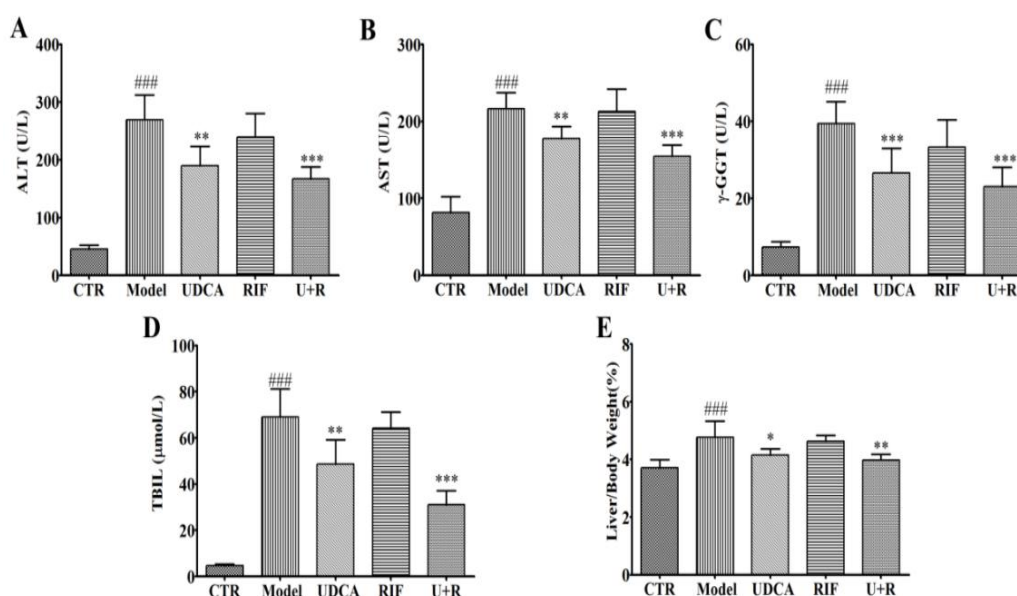 A
ALT (U/L)
400
300
200
100
0
###
**
***
CTR Model UDCA RIF U+R
B
AST (U/L)
300
200
100
0
###
**
***
CTR Model UDCA RIF U+R
C
γ-GGT (U/L)
60
40
20
0
###
***
***
CTR Model UDCA RIF U+R
D
TBIL (μmol/L)
100
80
60
40
20
0
###
**
***
CTR Model UDCA RIF U+R
E
Liver/Body Weight(%)
8
6
4
2
0
###
*
**
CTR Model UDCA RIF U+R